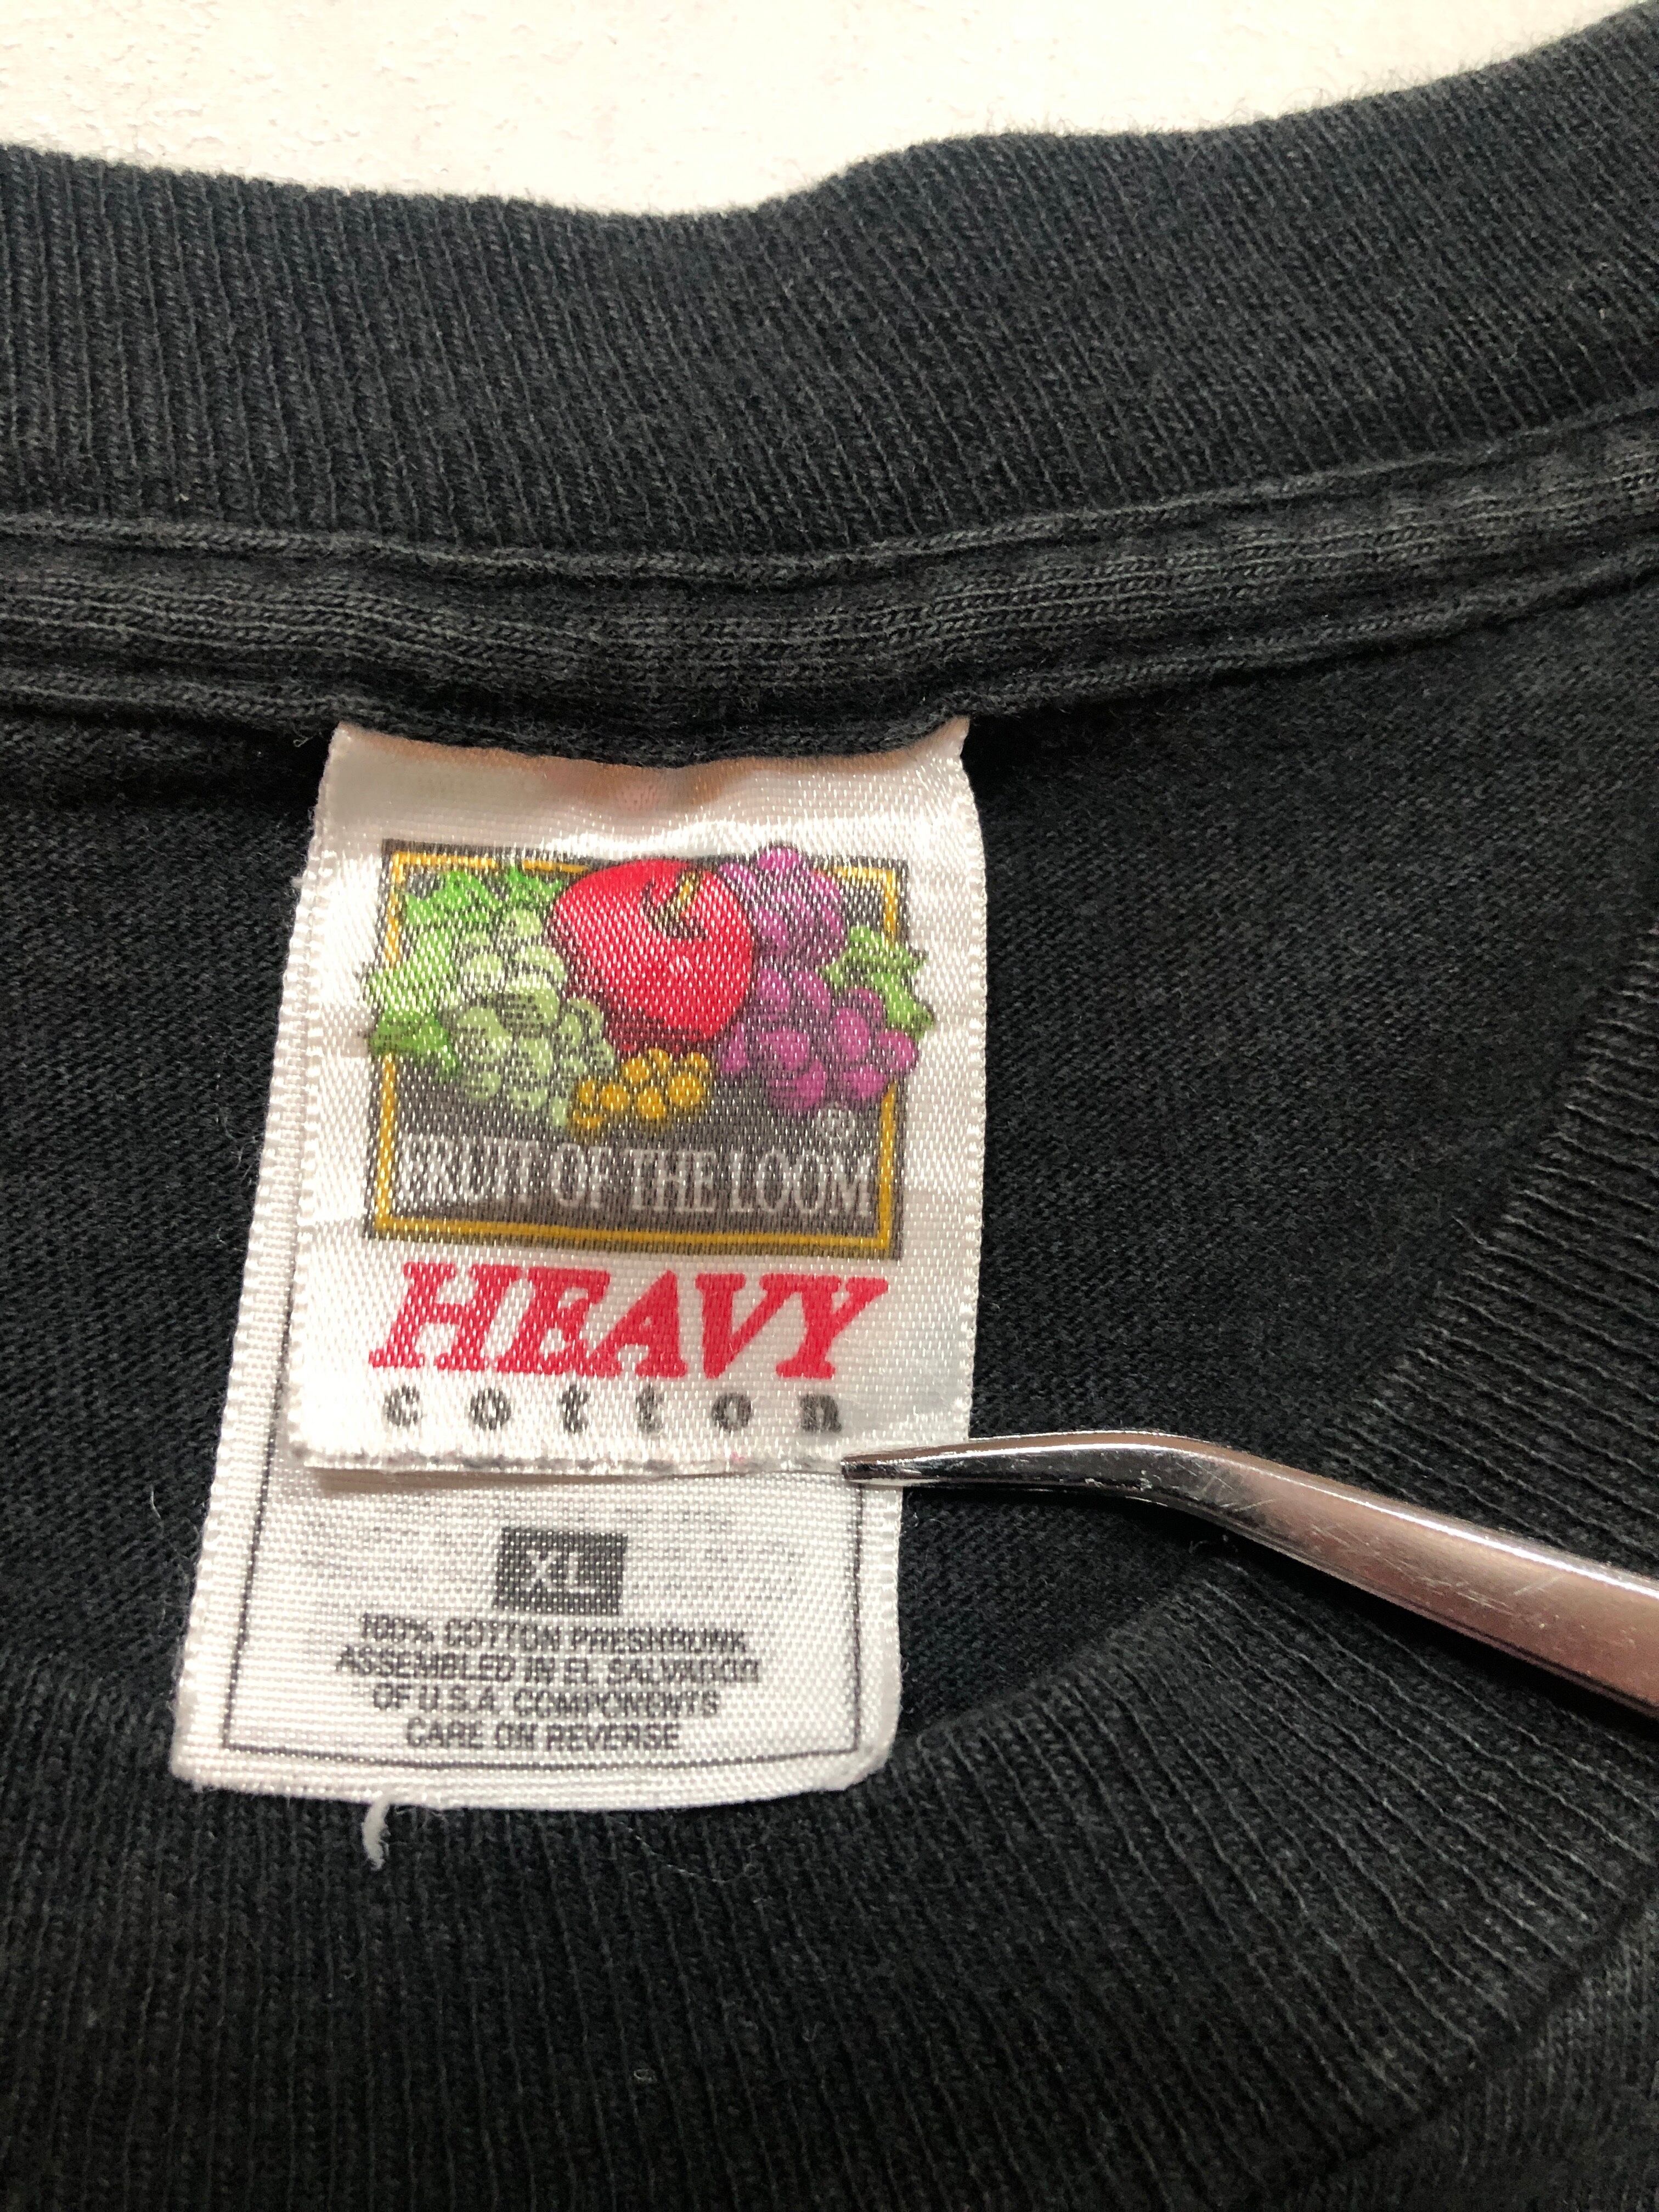 ®
FRUIT OF THE LOOM
HEAVY
cotton
XL
100% COTTON PRESHRUNK
ASSEMBLED IN EL SALVADOR
OF U.S.A. COMPONENTS
CARE ON REVERSE